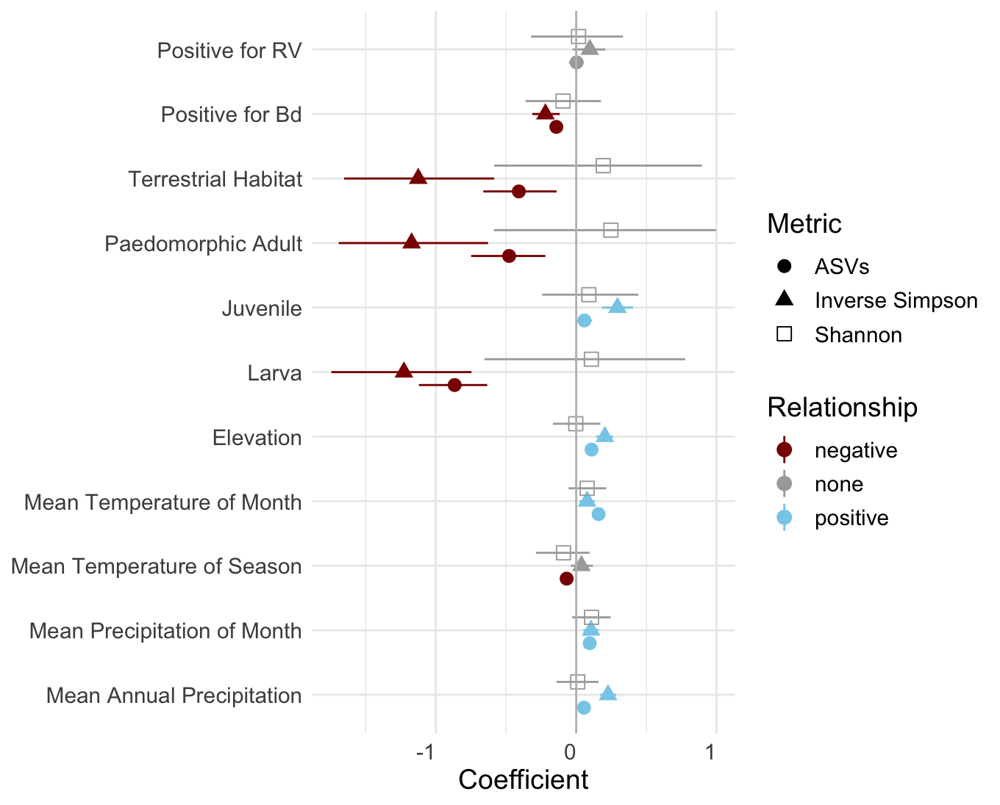 Positive for RV
Positive for Bd
Terrestrial Habitat
Paedomorphic Adult
Juvenile
Larva
Elevation
Mean Temperature of Month
Mean Temperature of Season
Mean Precipitation of Month
Mean Annual Precipitation
-1 0 1
Coefficient
Metric
ASVs
Inverse Simpson
Shannon
Relationship
negative
none
positive